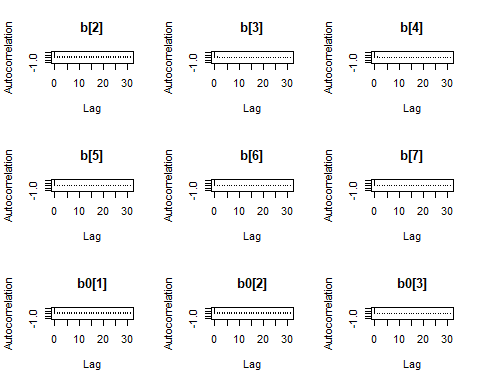 b[2] b[3] b[4]
Autocorrelation Autocorrelation Autocorrelation
-1.0 -1.0 -1.0
0 10 20 30 0 10 20 30 0 10 20 30
Lag Lag Lag
b[5] b[6] b[7]
Autocorrelation Autocorrelation Autocorrelation
-1.0 -1.0 -1.0
0 10 20 30 0 10 20 30 0 10 20 30
Lag Lag Lag
b0[1] b0[2] b0[3]
Autocorrelation Autocorrelation Autocorrelation
-1.0 -1.0 -1.0
0 10 20 30 0 10 20 30 0 10 20 30
Lag Lag Lag